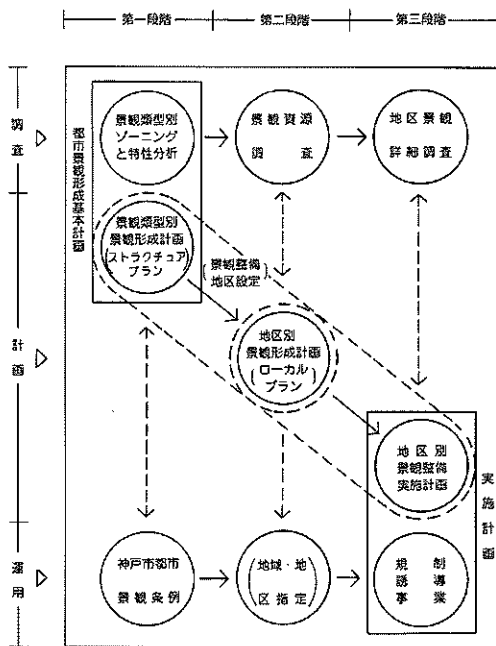 第一段階
第二段階
第三段階
調査
計画
運用
都市景観形成基本計画
景観類型別
ゾーニング
と特性分析
景観資源
調査
地区景観
詳細調査
景観類型別
景観形成計画
(ストラクチュア
プラン)
(景観整備
地区設定)
地区別
景観形成計画
(ローカル
プラン)
地区別
景観整備
実施計画
実施計画
神戸市都市
景観条例
(地域・地
区指定)
規制
誘導
事業